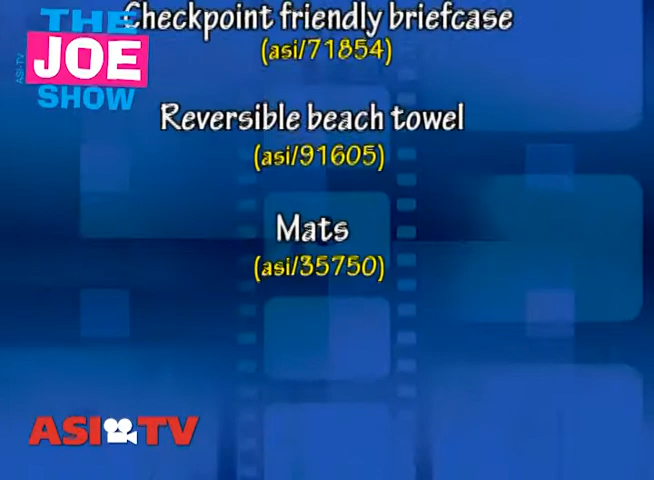 THE
JOE
SHOW
ASI-TV
Checkpoint friendly briefcase
(asi/71854)
Reversible beach towel
(asi/91605)
Mats
(asi/35750)
ASI TV